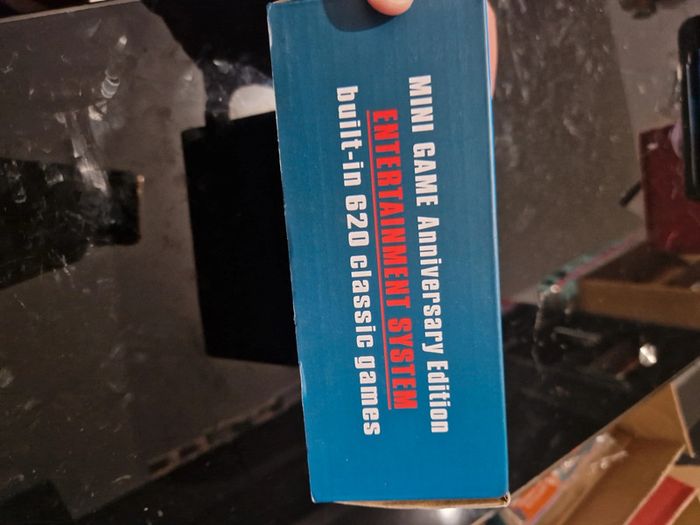 MINI GAME Anniversary Edition
ENTERTAINMENT SYSTEM
built-in 620 classic games